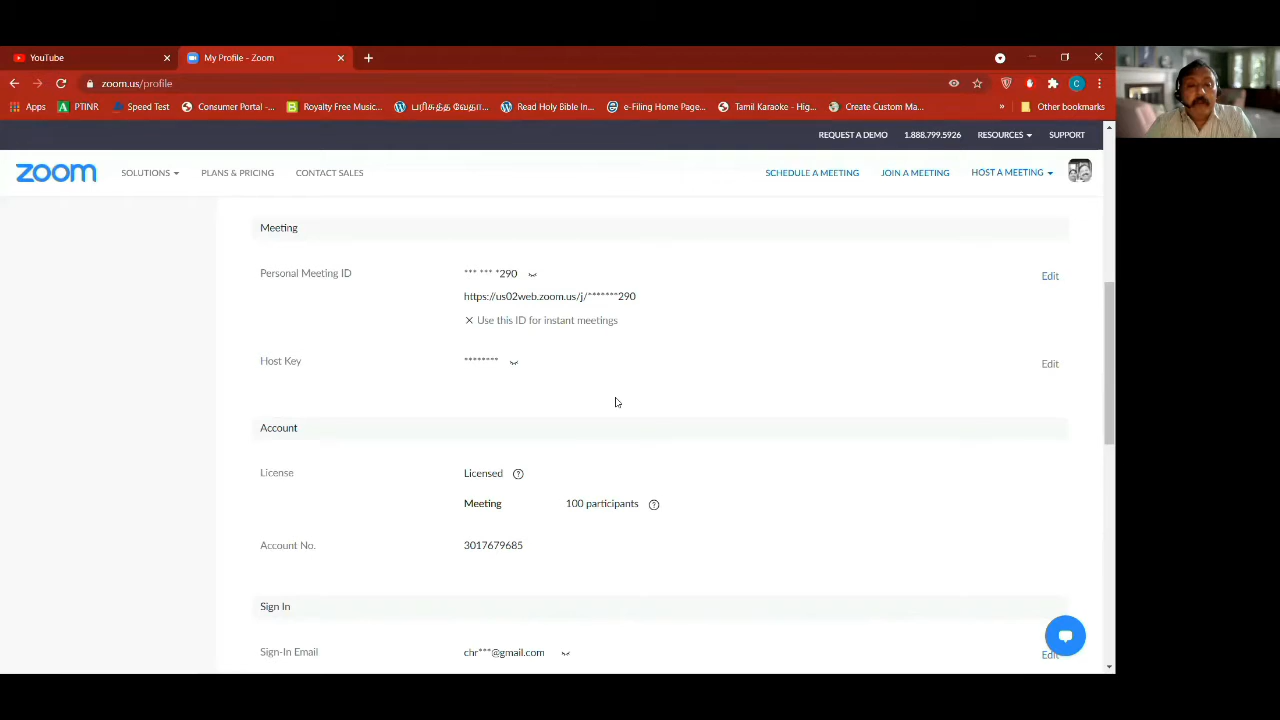 YouTube
My Profile - Zoom
zoom.us/profile
Apps
PTINR
Speed Test
Consumer Portal -...
Royalty Free Music...
பரிசுத்த வேதா...
Read Holy Bible In...
e-Filing Home Page...
Tamil Karaoke - Hig...
Create Custom Ma...
»
Other bookmarks
REQUEST A DEMO
1.888.799.5926
RESOURCES
SUPPORT
zoom
SOLUTIONS
PLANS & PRICING
CONTACT SALES
SCHEDULE A MEETING
JOIN A MEETING
HOST A MEETING
Meeting
Personal Meeting ID
*** *** *290
Edit
https://us02web.zoom.us/j/*******290
Use this ID for instant meetings
Host Key
********
Edit
Account
License
Licensed
Meeting
100 participants
Account No.
3017679685
Sign In
Sign-In Email
chr***@gmail.com
Edit